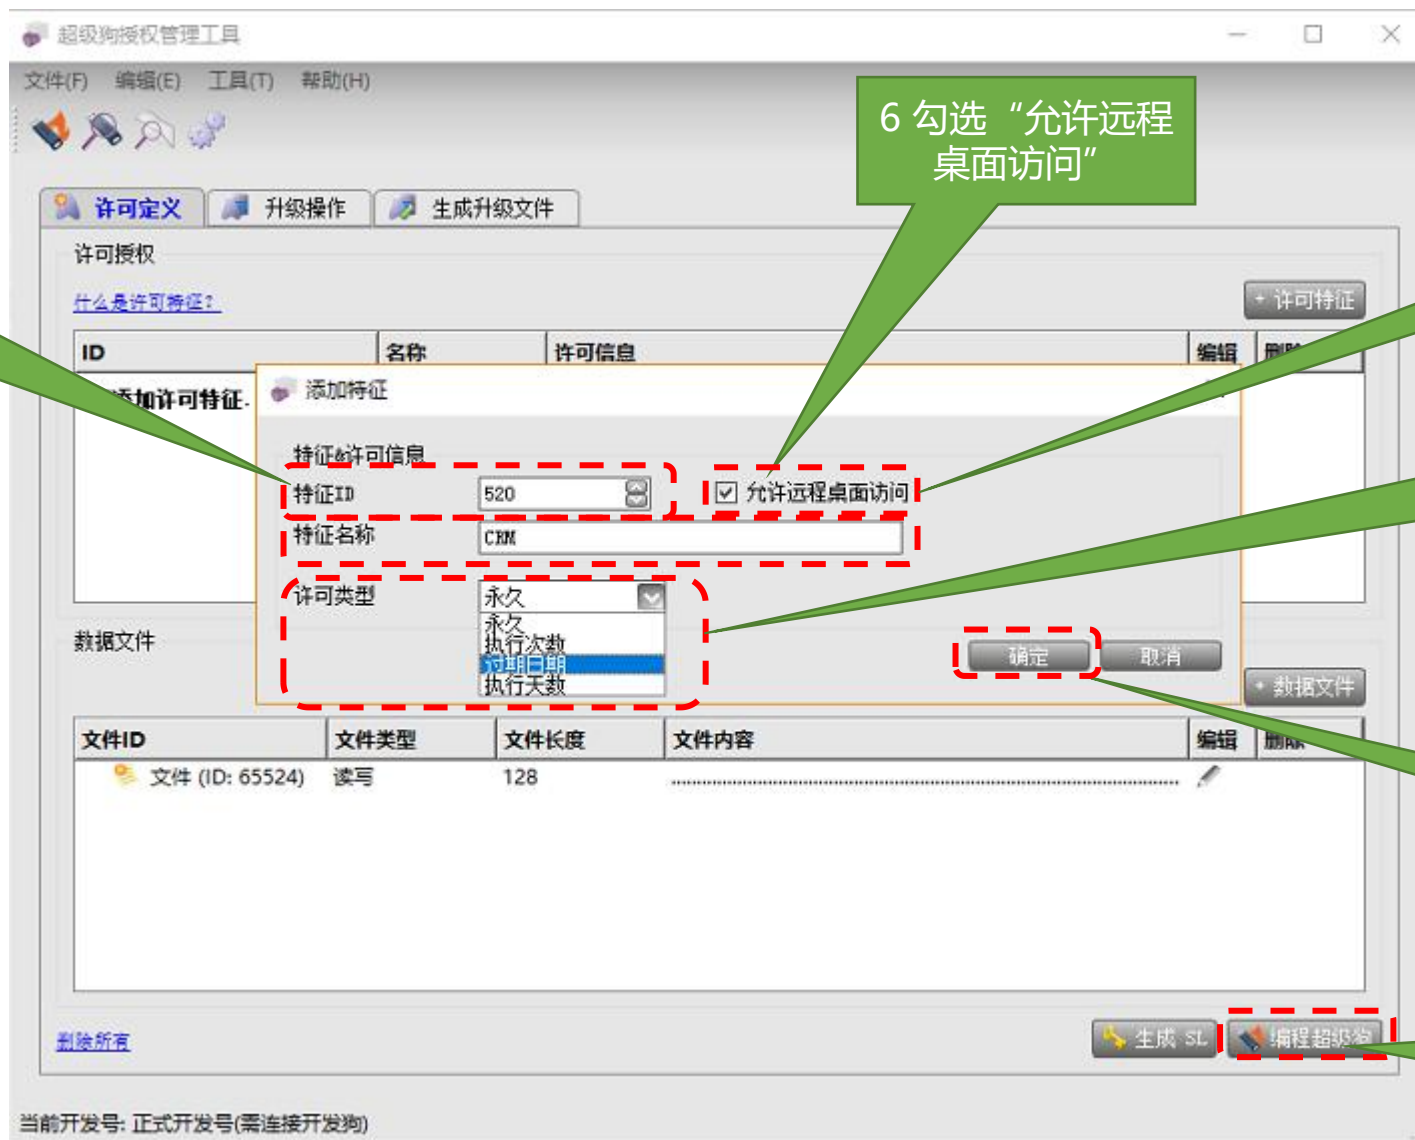 超级狗授权管理工具
文件(F) 编辑(E) 工具(T) 帮助(H)
6 勾选“允许远程
桌面访问”
许可定义 升级操作 生成升级文件
许可授权
什么是许可特征?
+ 许可特征
ID 名称 许可信息 编辑 删除
添加许可特征.
添加特征
特征&许可信息
特征ID 520 允许远程桌面访问
特征名称 CRM
许可类型 永久
永久
执行次数
过期日期
执行天数
确定 取消
数据文件
+ 数据文件
文件ID 文件类型 文件长度 文件内容 编辑 删除
文件 (ID: 65524) 读写 128
删除所有
生成 SL 编程超级狗
当前开发号: 正式开发号(需连接开发狗)